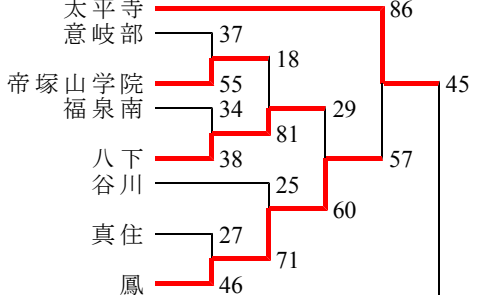 太平寺 86
意岐部 37
18
帝塚山学院 55 45
福泉南 34 29
81
八下 38 57
谷川 25
60
真住 27
71
鳳 46